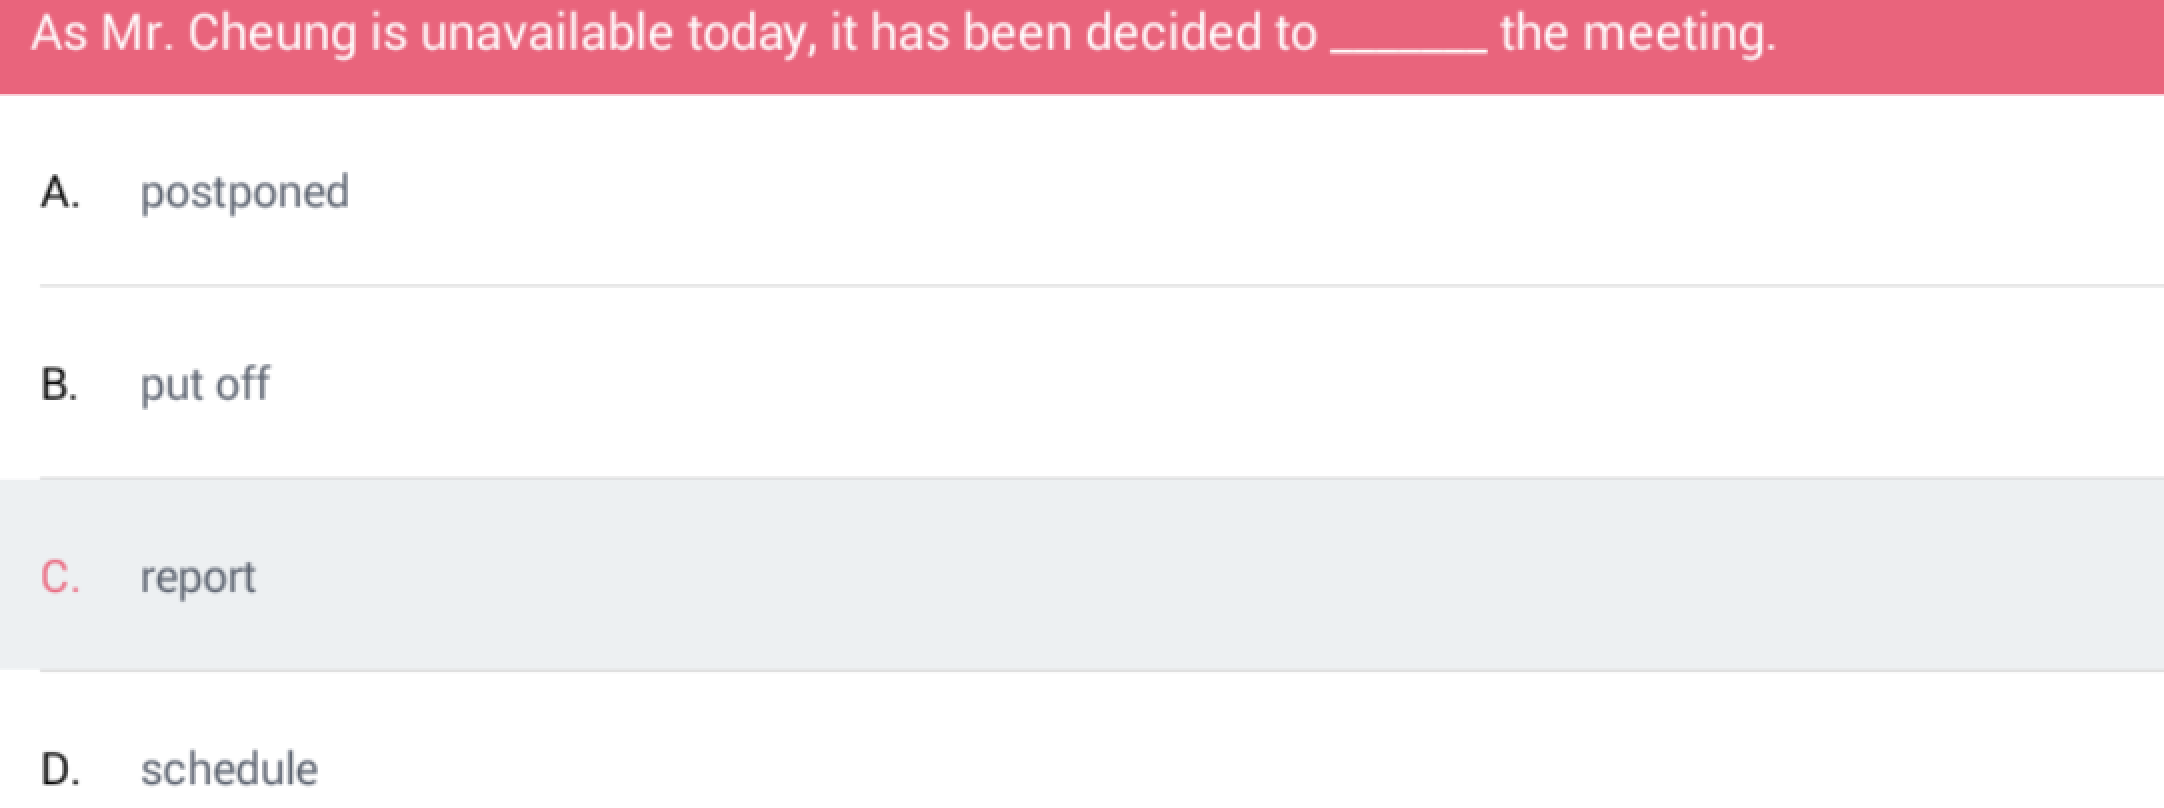 As Mr. Cheung is unavailable today, it has been decided to ______ the meeting.
A. postponed
B. put off
C. report
D. schedule